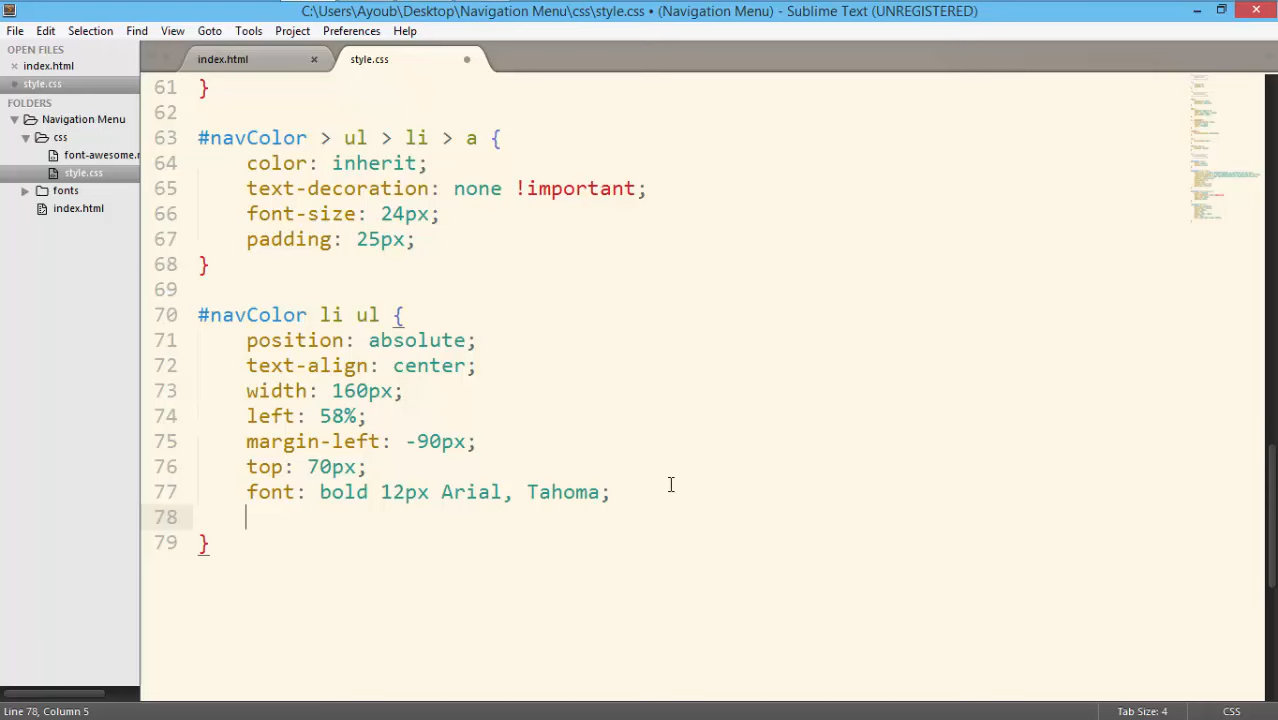 C:\Users\Ayoub\Desktop\Navigation Menu\css\style.css • (Navigation Menu) - Sublime Text (UNREGISTERED)
File Edit Selection Find View Goto Tools Project Preferences Help
OPEN FILES
× index.html
style.css
FOLDERS
Navigation Menu
css
font-awesome.m
style.css
fonts
index.html
index.html ×
style.css
61 }
62
63 #navColor > ul > li > a {
64 color: inherit;
65 text-decoration: none !important;
66 font-size: 24px;
67 padding: 25px;
68 }
69
70 #navColor li ul {
71 position: absolute;
72 text-align: center;
73 width: 160px;
74 left: 58%;
75 margin-left: -90px;
76 top: 70px;
77 font: bold 12px Arial, Tahoma;
78
79 }
Line 78, Column 5
Tab Size: 4
CSS